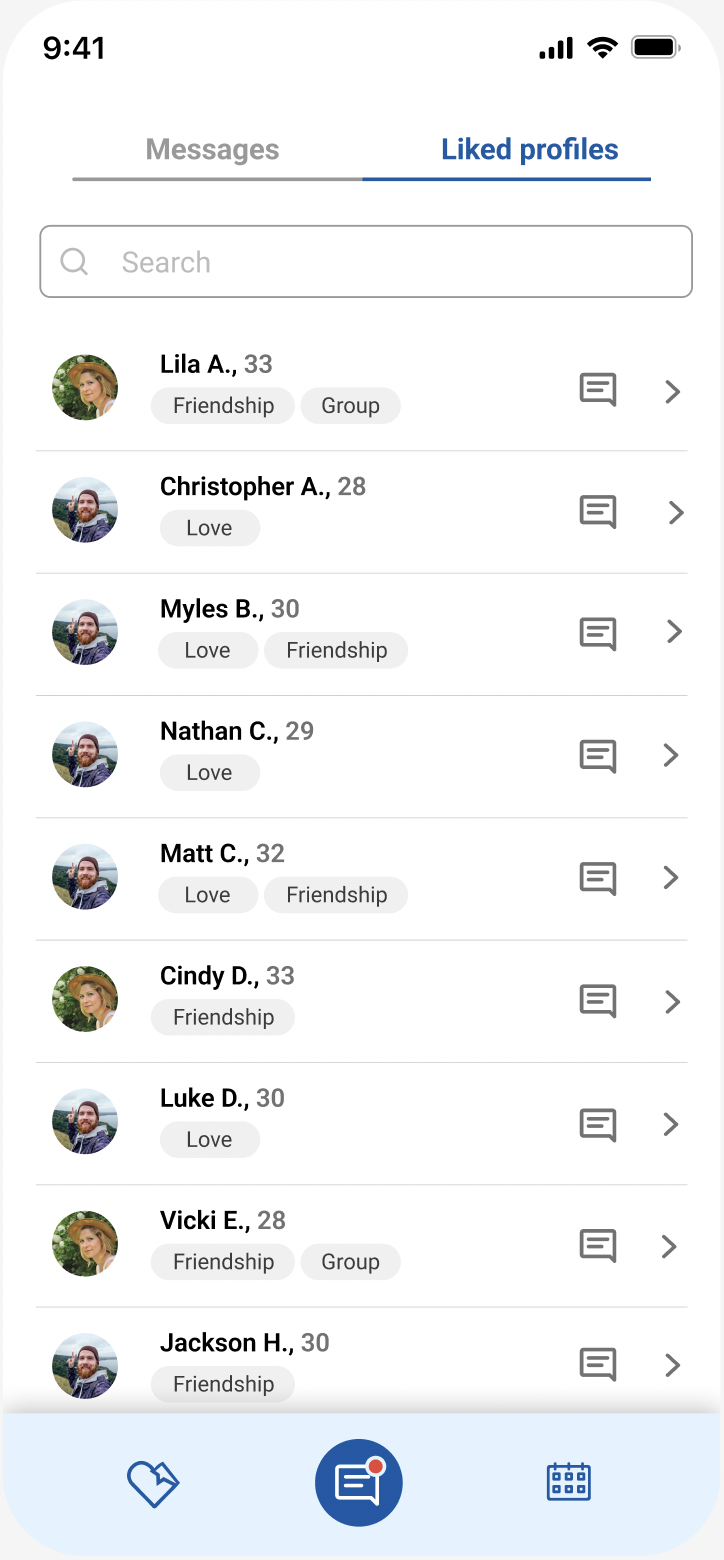 9:41
Messages Liked profiles
Search
Lila A., 33
Friendship Group
Christopher A., 28
Love
Myles B., 30
Love Friendship
Nathan C., 29
Love
Matt C., 32
Love Friendship
Cindy D., 33
Friendship
Luke D., 30
Love
Vicki E., 28
Friendship Group
Jackson H., 30
Friendship